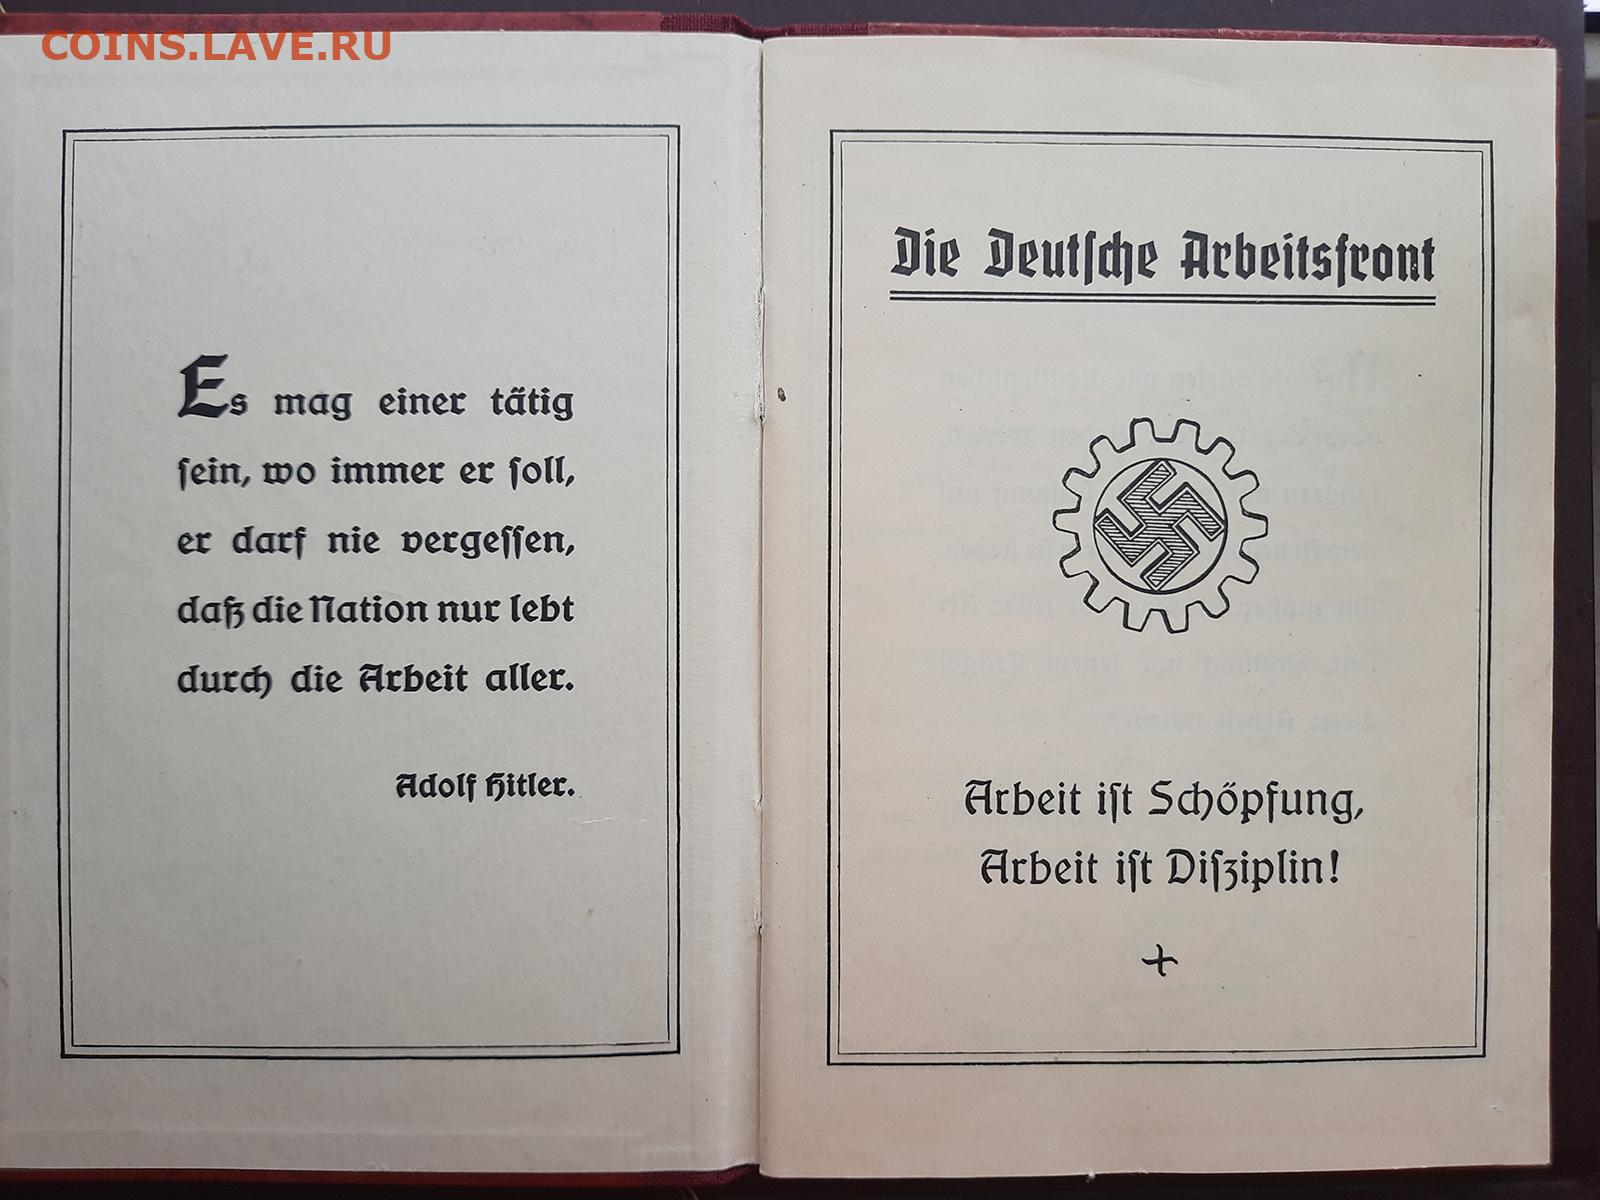 COINS.LAVE.RU
Es mag einer tätig
ſein, wo immer er ſoll,
er darf nie vergeſſen,
daß die Nation nur lebt
durch die Arbeit aller.
Adolf Hitler.
Die Deutſche Arbeitsfront
Arbeit iſt Schöpfung,
Arbeit iſt Diſziplin!